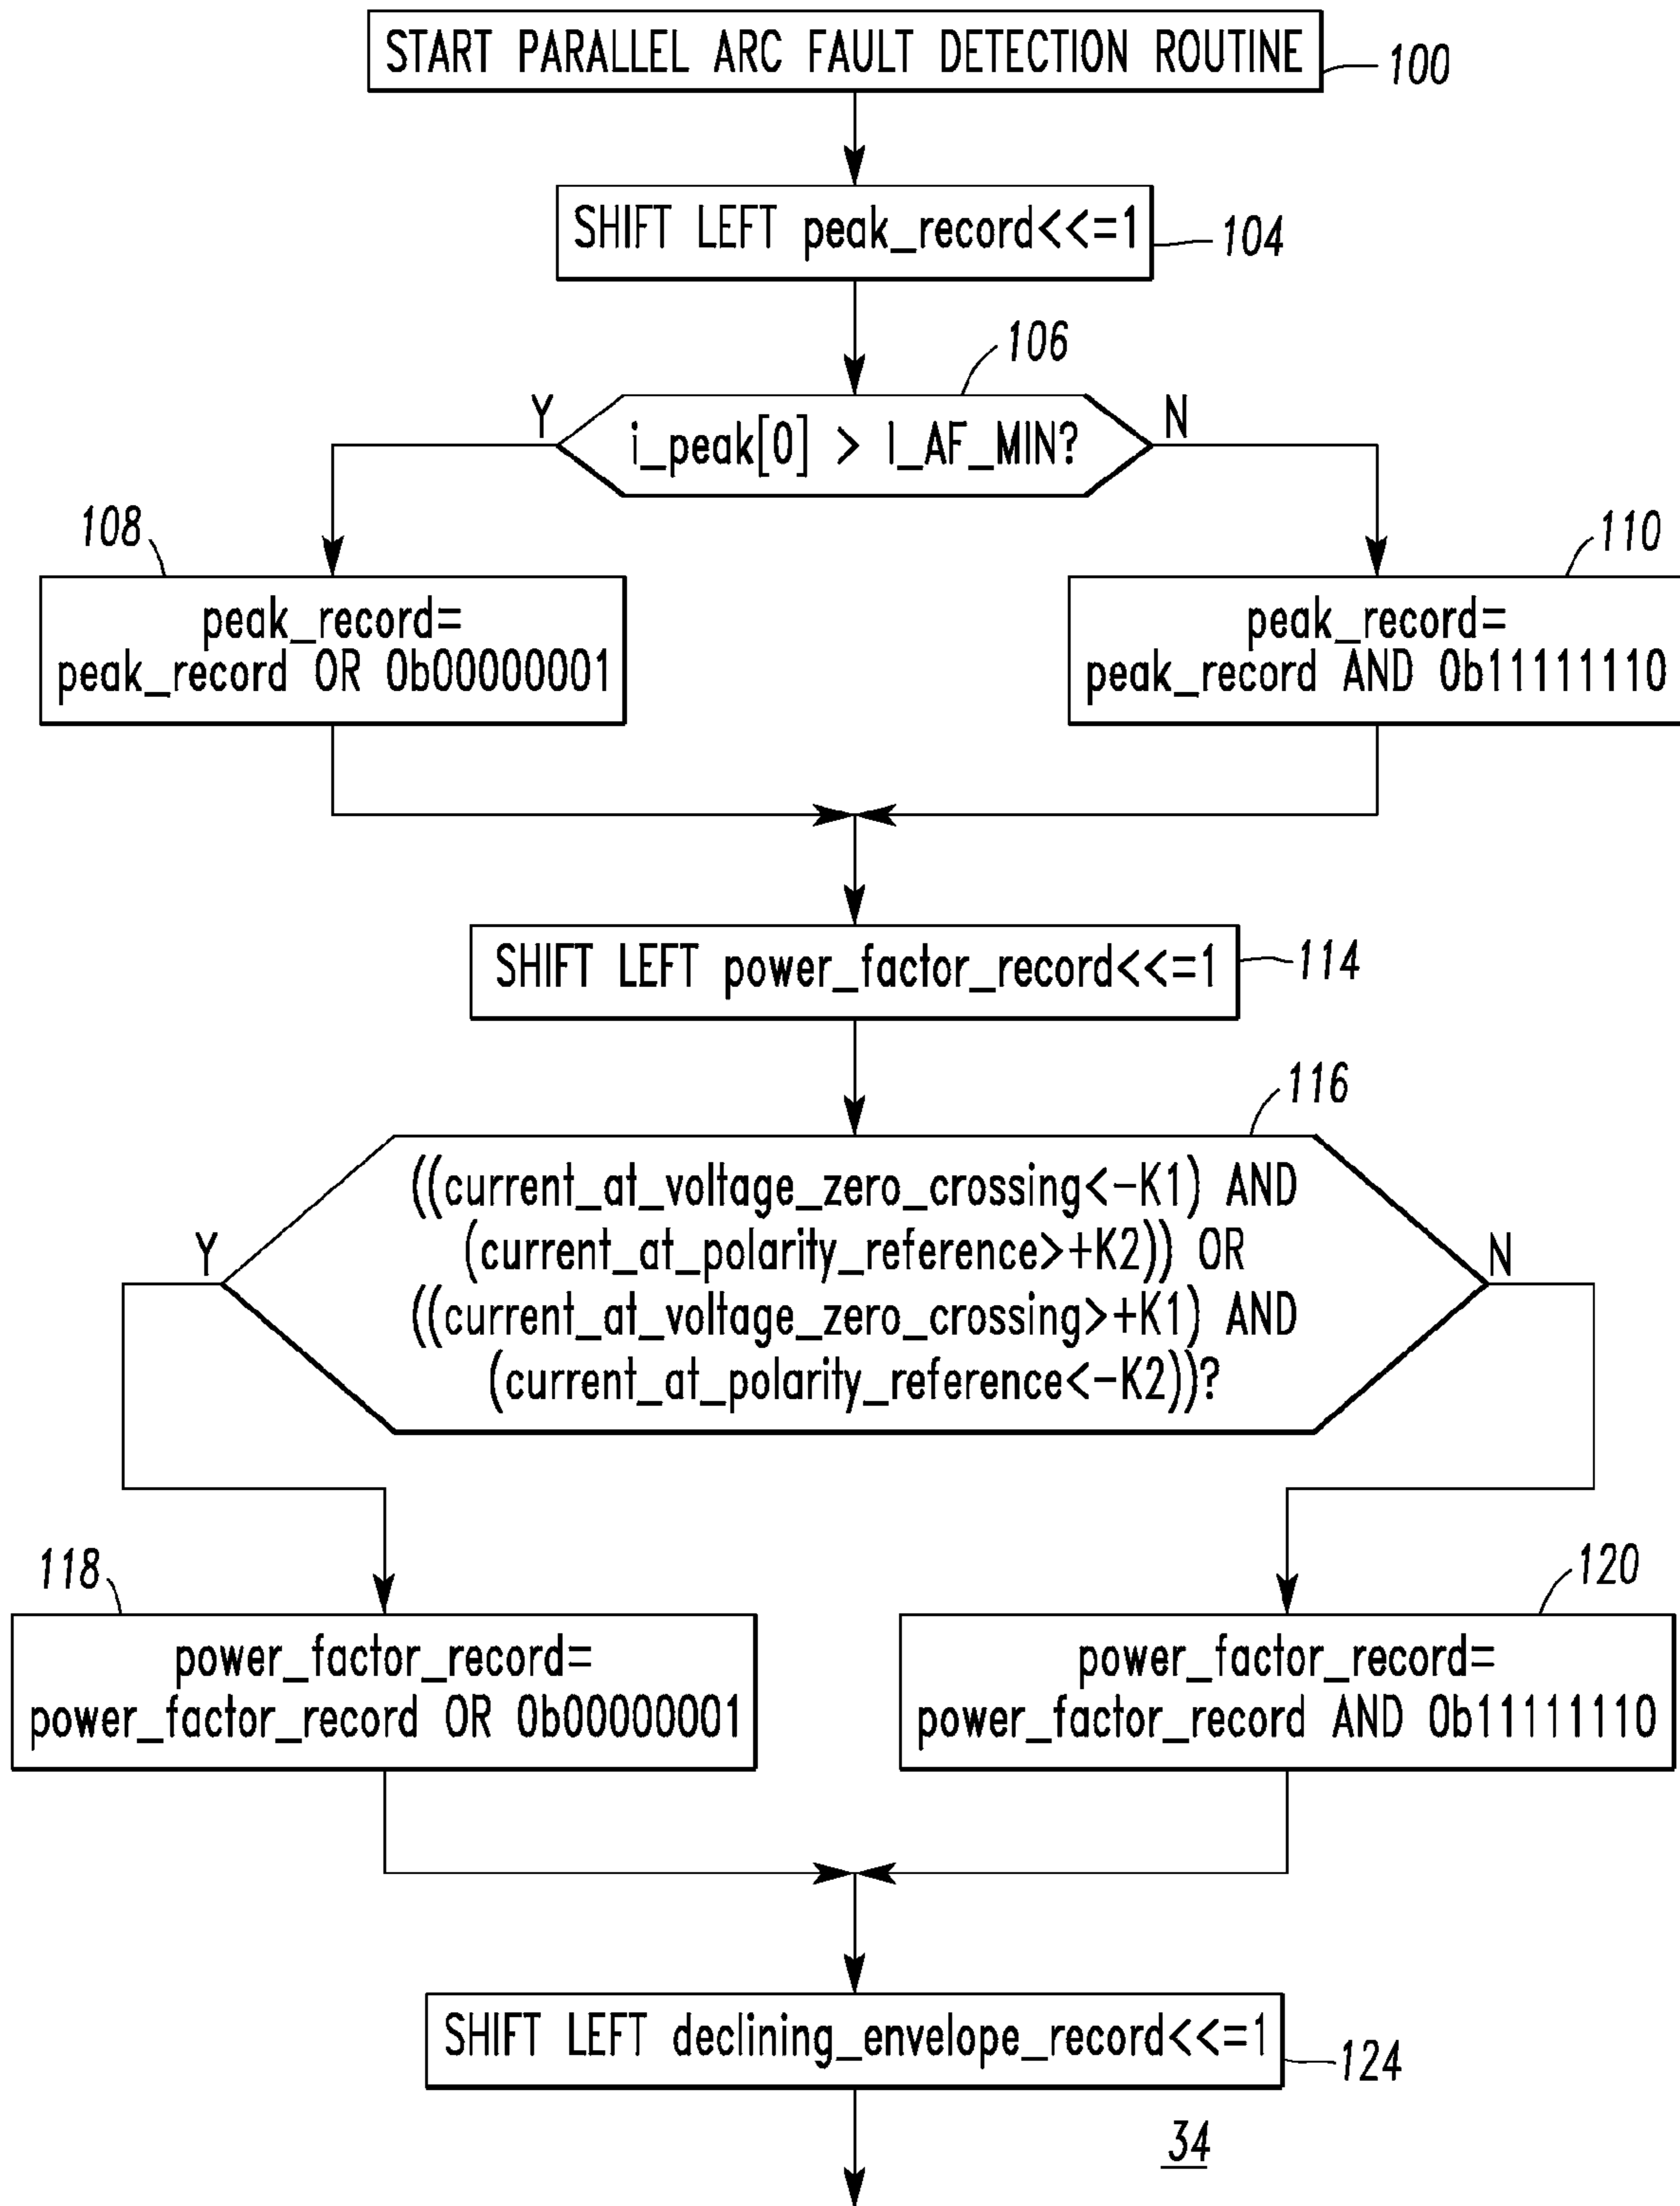 START PARALLEL ARC FAULT DETECTION ROUTINE
100
SHIFT LEFT peak_record<<=1
104
106
Y
i_peak[0] > I_AF_MIN?
N
108
peak_record=
peak_record OR 0b00000001
110
peak_record=
peak_record AND 0b11111110
SHIFT LEFT power_factor_record<<=1
114
116
Y
((current_at_voltage_zero_crossing<-K1) AND
(current_at_polarity_reference>+K2)) OR
((current_at_voltage_zero_crossing>+K1) AND
(current_at_polarity_reference<-K2))?
N
118
power_factor_record=
power_factor_record OR 0b00000001
120
power_factor_record=
power_factor_record AND 0b11111110
SHIFT LEFT declining_envelope_record<<=1
124
34